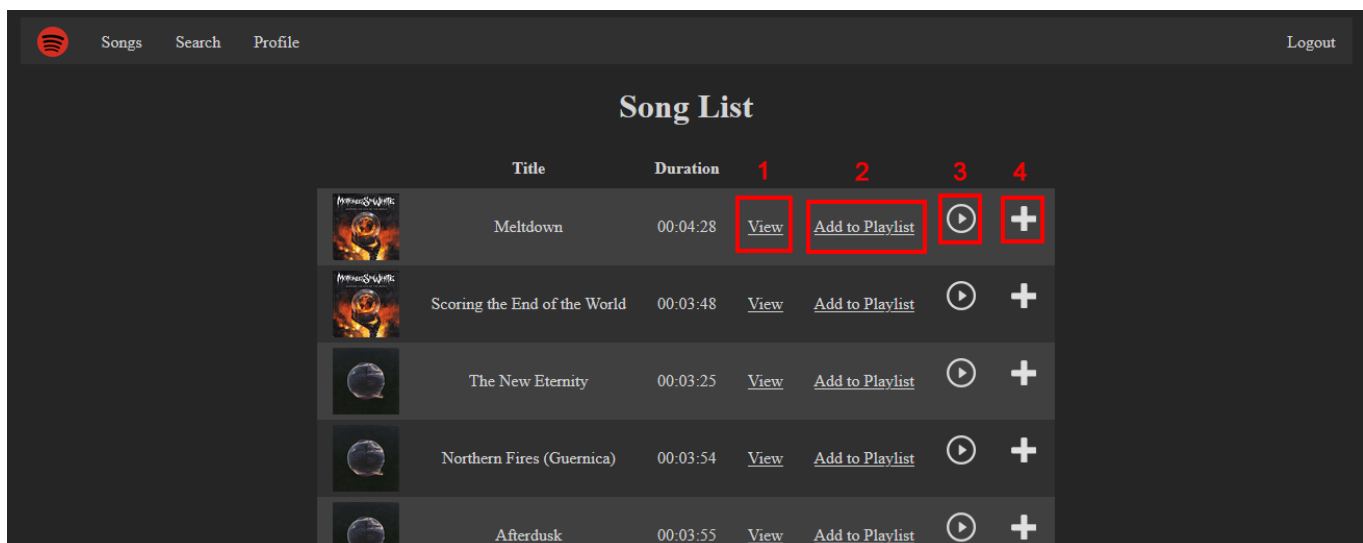 Songs Search Profile Logout
Song List
Title Duration 1 2 3 4
Meltdown 00:04:28 View Add to Playlist
Scoring the End of the World 00:03:48 View Add to Playlist
The New Eternity 00:03:25 View Add to Playlist
Northern Fires (Guernica) 00:03:54 View Add to Playlist
Afterdusk 00:03:55 View Add to Playlist